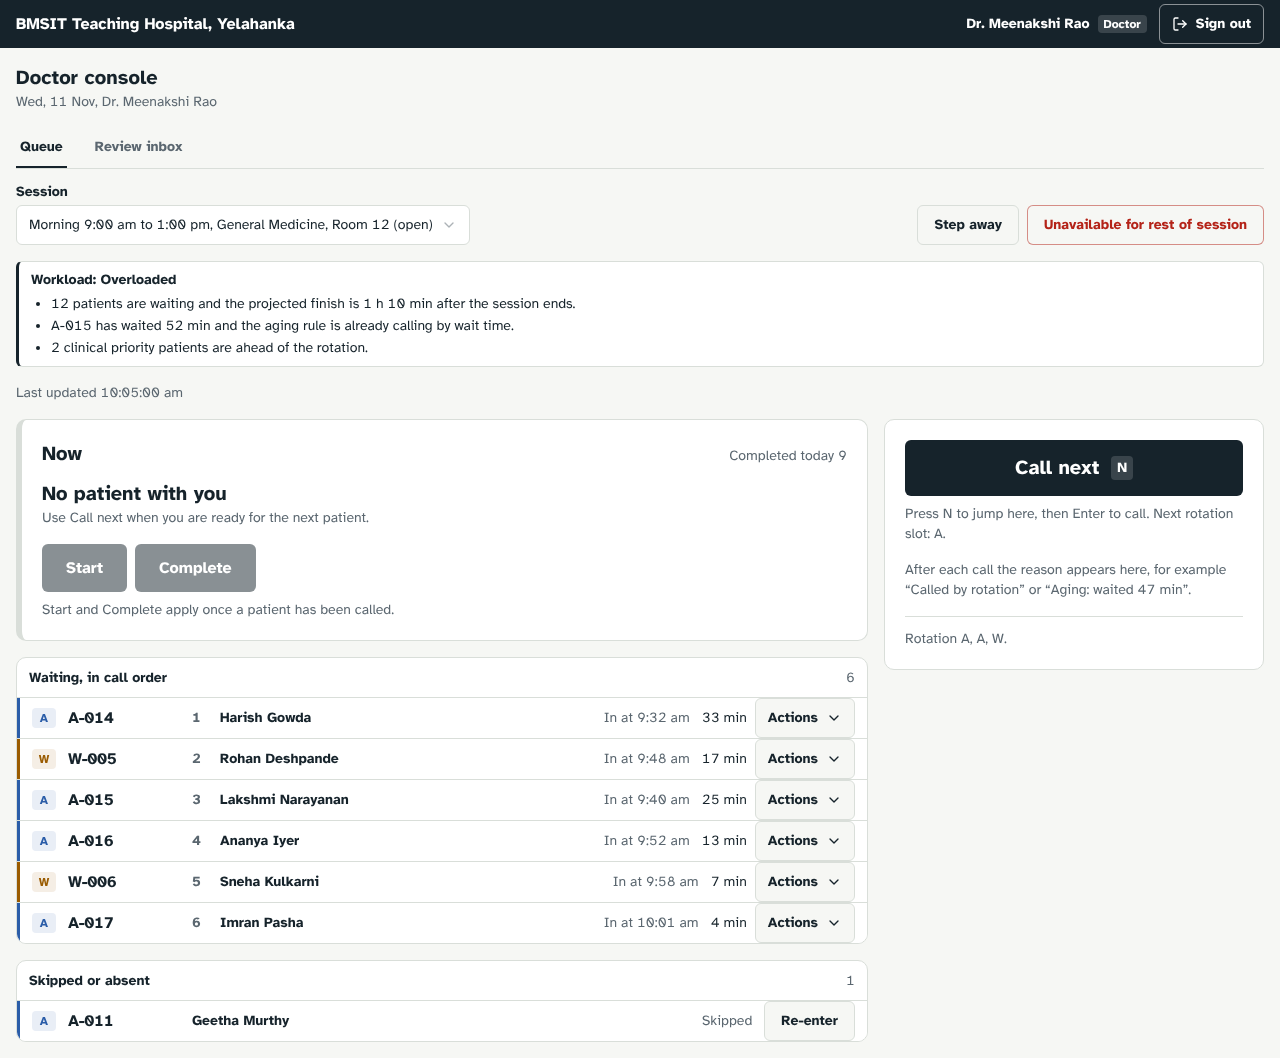 BMSIT Teaching Hospital, Yelahanka
Dr. Meenakshi Rao Doctor Sign out
Doctor console
Wed, 11 Nov, Dr. Meenakshi Rao
Queue Review inbox
Session
Morning 9:00 am to 1:00 pm, General Medicine, Room 12 (open)
Step away Unavailable for rest of session
Workload: Overloaded
• 12 patients are waiting and the projected finish is 1 h 10 min after the session ends.
• A-015 has waited 52 min and the aging rule is already calling by wait time.
• 2 clinical priority patients are ahead of the rotation.
Last updated 10:05:00 am
Now
Completed today 9
No patient with you
Use Call next when you are ready for the next patient.
Start Complete
Start and Complete apply once a patient has been called.
Call next N
Press N to jump here, then Enter to call. Next rotation
slot: A.
After each call the reason appears here, for example
“Called by rotation” or “Aging: waited 47 min”.
Rotation A, A, W.
Waiting, in call order 6
A A-014 1 Harish Gowda In at 9:32 am 33 min Actions
W W-005 2 Rohan Deshpande In at 9:48 am 17 min Actions
A A-015 3 Lakshmi Narayanan In at 9:40 am 25 min Actions
A A-016 4 Ananya Iyer In at 9:52 am 13 min Actions
W W-006 5 Sneha Kulkarni In at 9:58 am 7 min Actions
A A-017 6 Imran Pasha In at 10:01 am 4 min Actions
Skipped or absent 1
A A-011 Geetha Murthy Skipped Re-enter